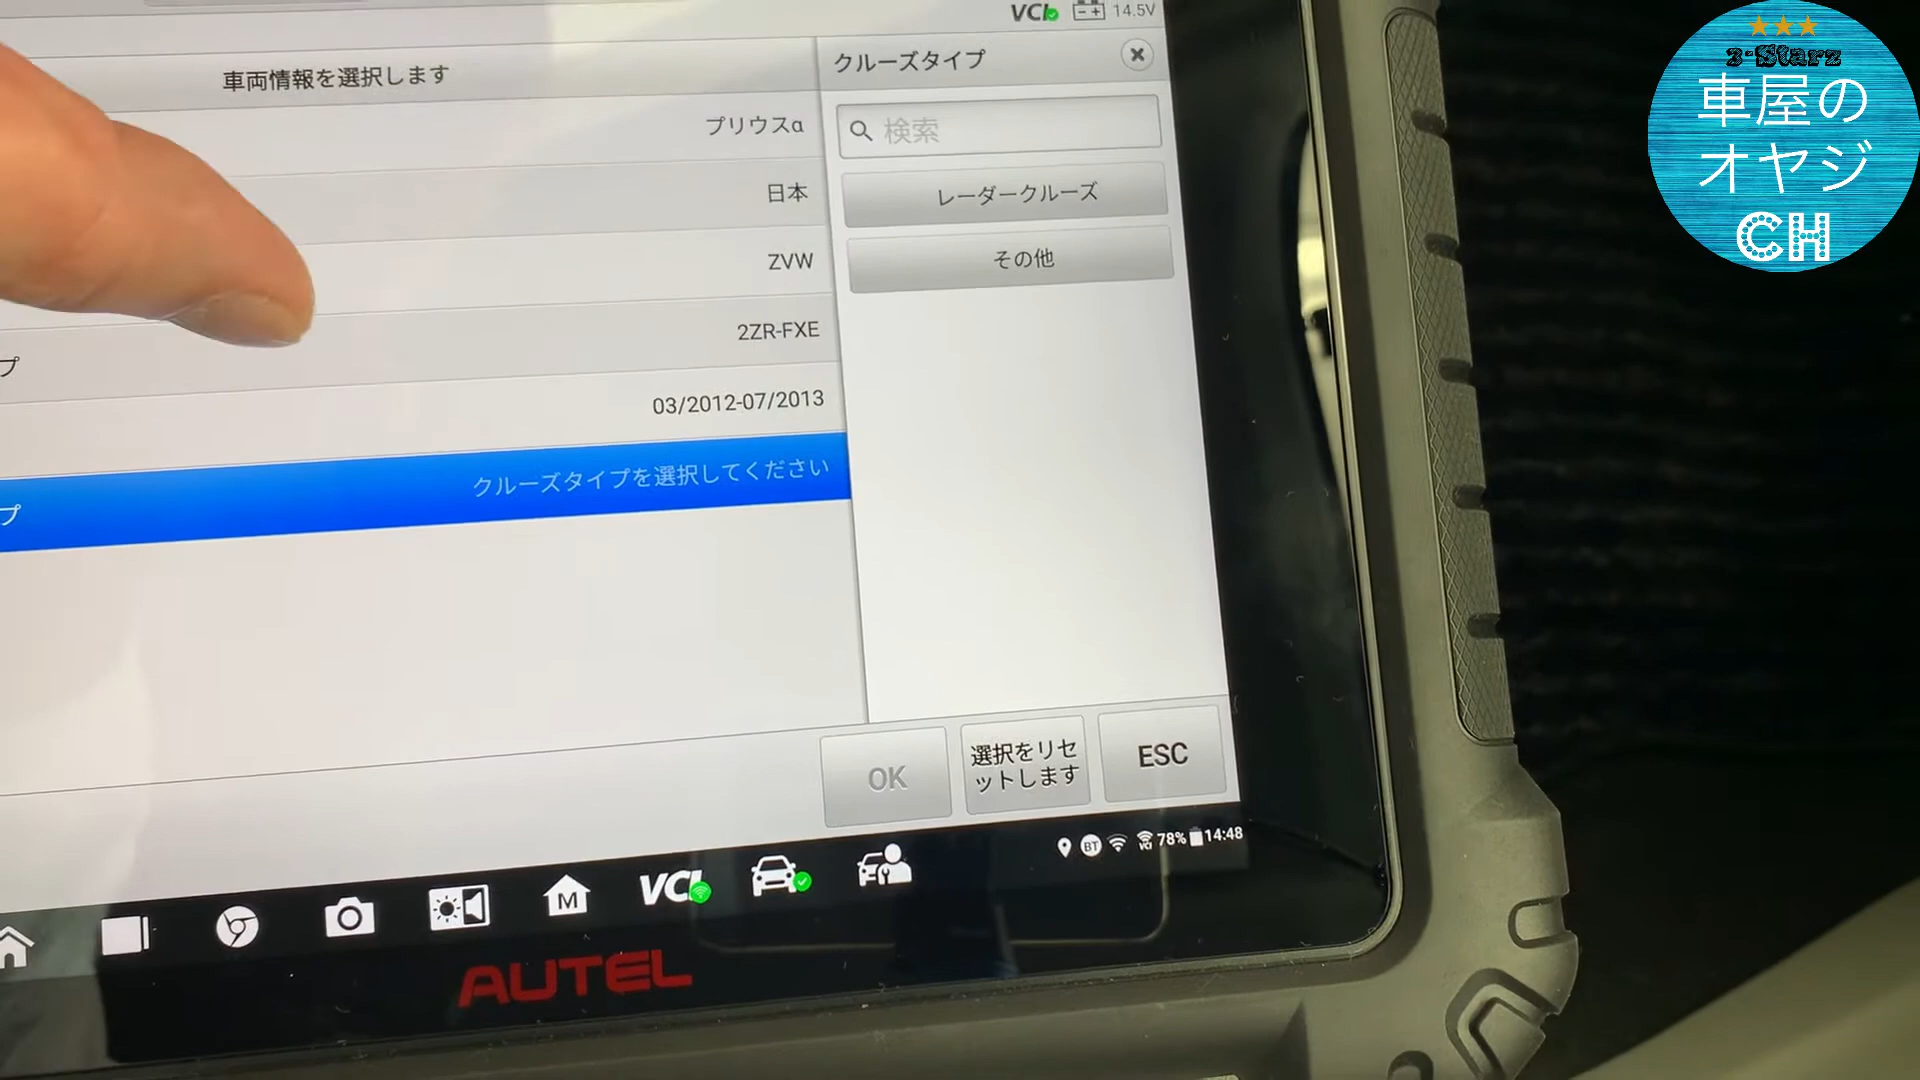 VCI 14.5V
車両情報を選択します
クルーズタイプ
プリウスα
検索
日本
レーダークルーズ
ZVW
その他
プ
2ZR-FXE
03/2012-07/2013
プ
クルーズタイプを選択してください
OK
選択をリセ
ットします
ESC
M
VCI
BT
VCI
78%
14:48
AUTEL
3-Starz
車屋の
オヤジ
CH